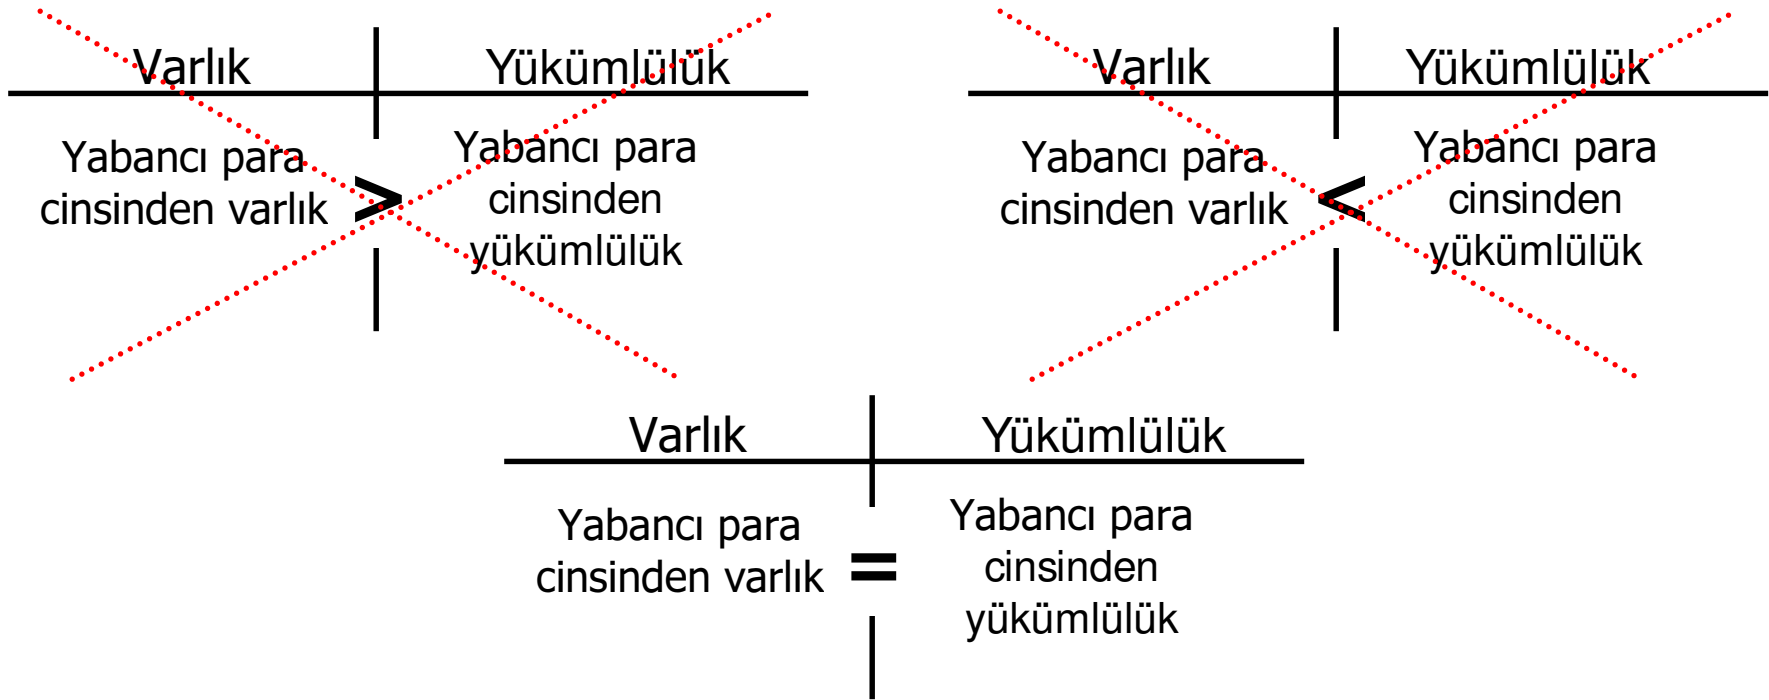 Varlık
Yükümlülük
Yabancı para
cinsinden varlık
>
Yabancı para
cinsinden
yükümlülük
Varlık
Yükümlülük
Yabancı para
cinsinden varlık
<
Yabancı para
cinsinden
yükümlülük
Varlık
Yükümlülük
Yabancı para
cinsinden varlık
=
Yabancı para
cinsinden
yükümlülük